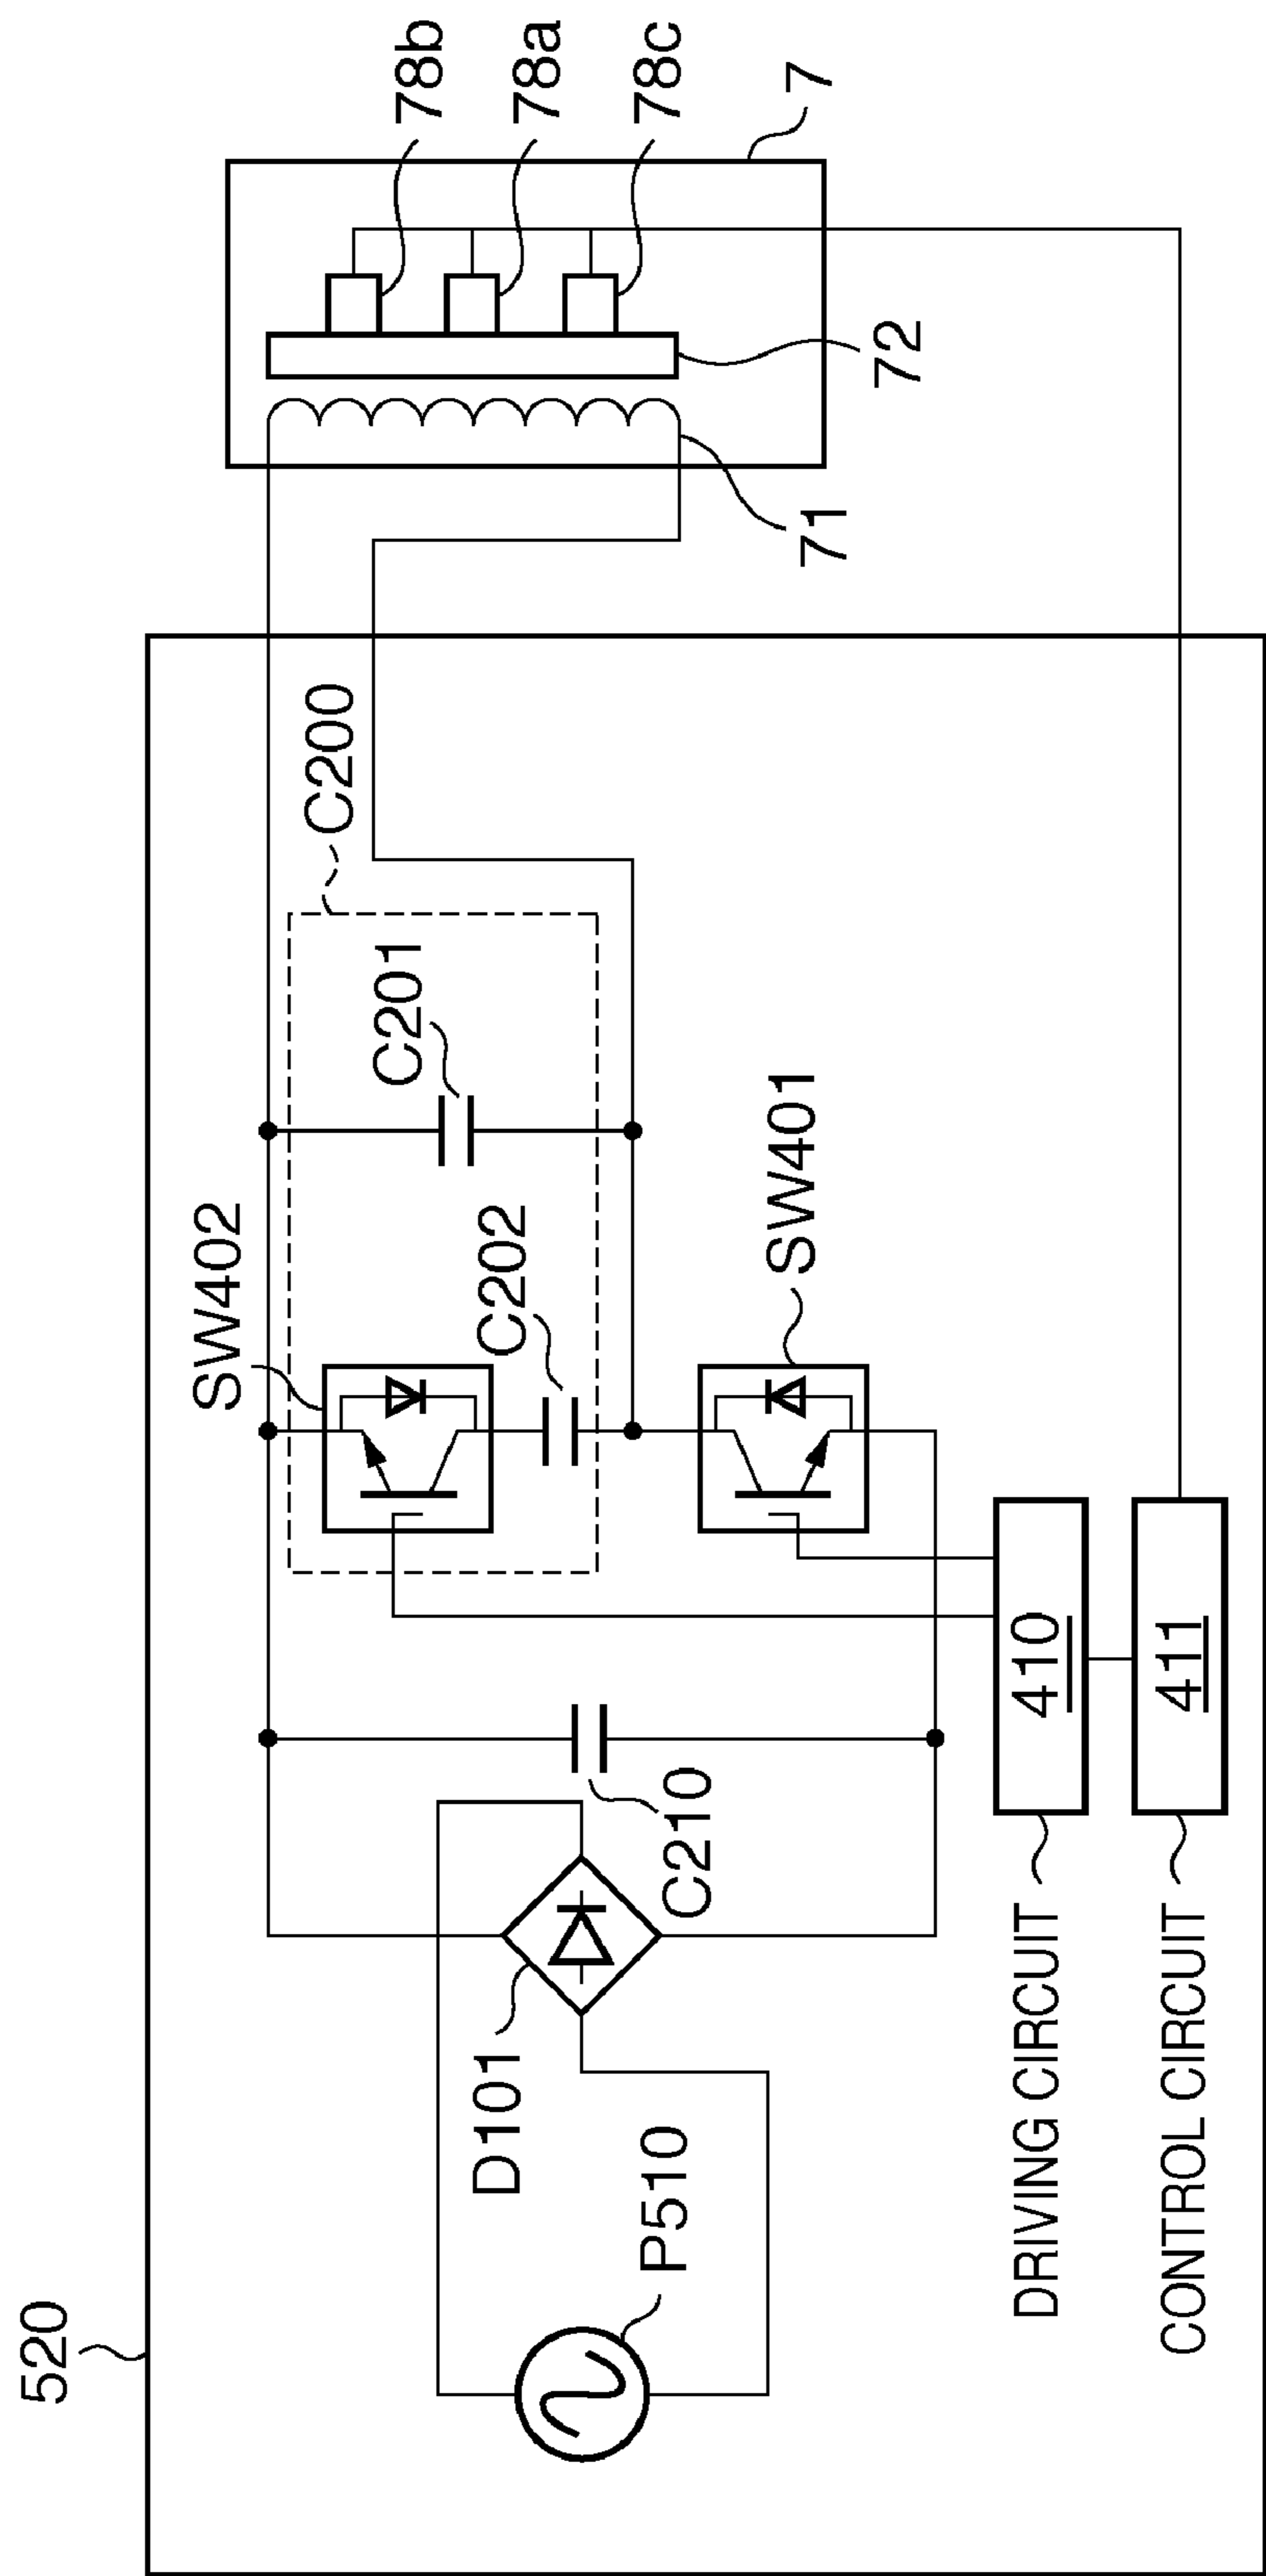 520
P510
D101
C210
SW402
C202
C201
C200
SW401
410
411
DRIVING CIRCUIT
CONTROL CIRCUIT
71
72
78b
78a
78c
7